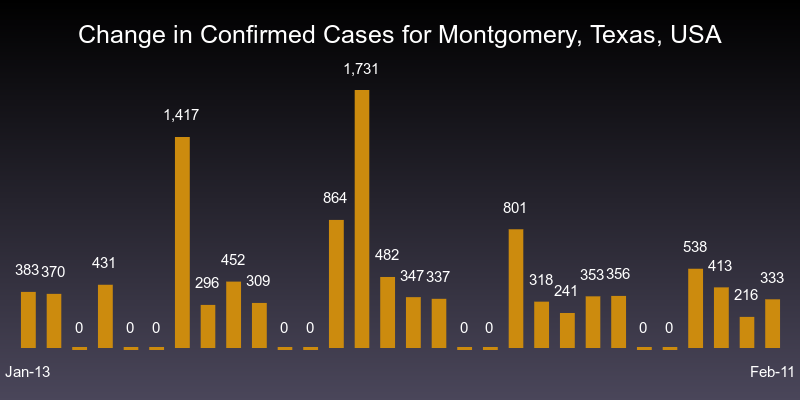 Change in Confirmed Cases for Montgomery, Texas, USA
383 370 0 431 0 0 1,417 296 452 309 0 0 864 1,731 482 347 337 0 0 801 318 241 353 356 0 0 538 413 216 333
Jan-13 Feb-11